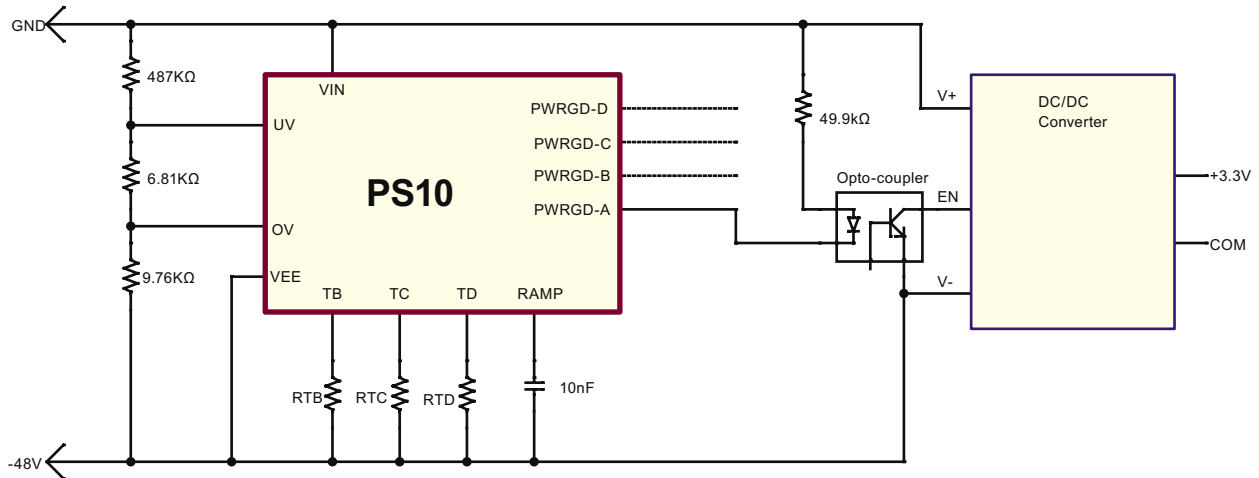 GND
487KΩ
6.81KΩ
9.76KΩ
-48V
VIN
UV
OV
VEE
PS10
PWRGD-D
PWRGD-C
PWRGD-B
PWRGD-A
TB
TC
TD
RAMP
RTB
RTC
RTD
10nF
49.9kΩ
Opto-coupler
V+
EN
V-
DC/DC
Converter
+3.3V
COM